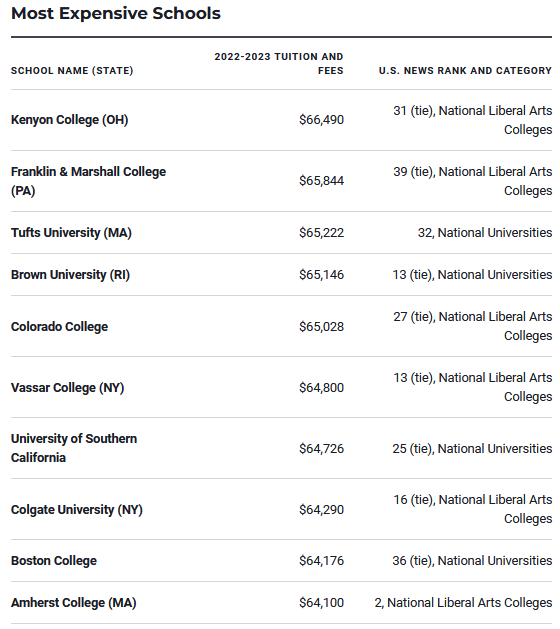 Most Expensive Schools
SCHOOL NAME (STATE) 2022-2023 TUITION AND FEES U.S. NEWS RANK AND CATEGORY
Kenyon College (OH) $66,490 31 (tie), National Liberal Arts Colleges
Franklin & Marshall College (PA) $65,844 39 (tie), National Liberal Arts Colleges
Tufts University (MA) $65,222 32, National Universities
Brown University (RI) $65,146 13 (tie), National Universities
Colorado College $65,028 27 (tie), National Liberal Arts Colleges
Vassar College (NY) $64,800 13 (tie), National Liberal Arts Colleges
University of Southern California $64,726 25 (tie), National Universities
Colgate University (NY) $64,290 16 (tie), National Liberal Arts Colleges
Boston College $64,176 36 (tie), National Universities
Amherst College (MA) $64,100 2, National Liberal Arts Colleges